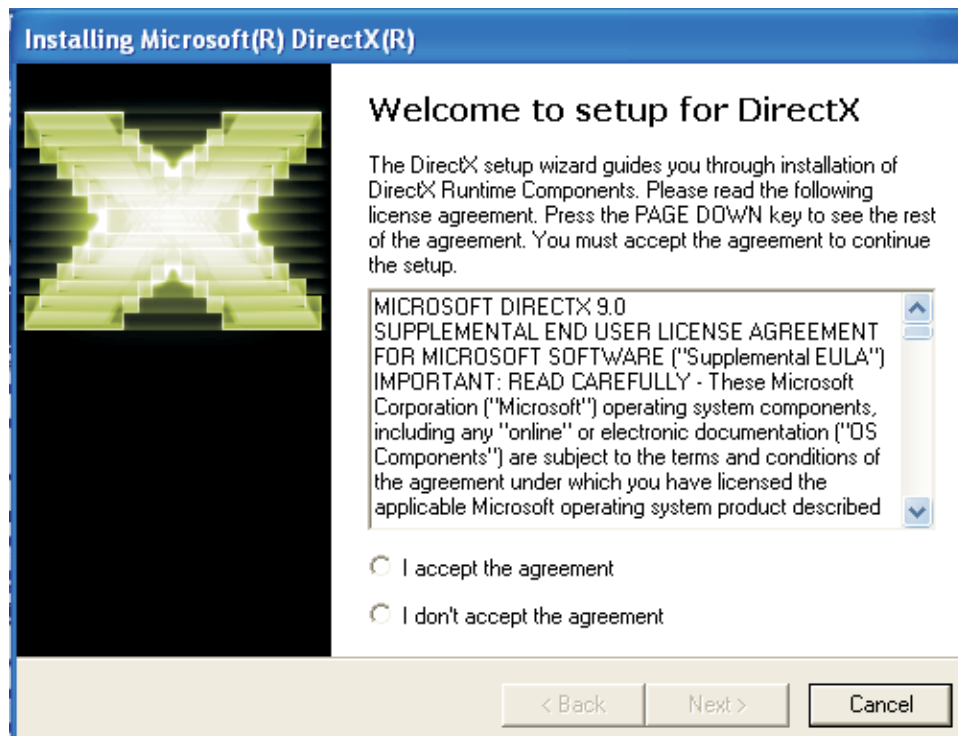 Installing Microsoft(R) DirectX(R)
Welcome to setup for DirectX
The DirectX setup wizard guides you through installation of
DirectX Runtime Components. Please read the following
license agreement. Press the PAGE DOWN key to see the rest
of the agreement. You must accept the agreement to continue
the setup.
MICROSOFT DIRECTX 9.0
SUPPLEMENTAL END USER LICENSE AGREEMENT
FOR MICROSOFT SOFTWARE ("Supplemental EULA")
IMPORTANT: READ CAREFULLY - These Microsoft
Corporation ("Microsoft") operating system components,
including any "online" or electronic documentation ("OS
Components") are subject to the terms and conditions of
the agreement under which you have licensed the
applicable Microsoft operating system product described
I accept the agreement
I don't accept the agreement
< Back Next > Cancel